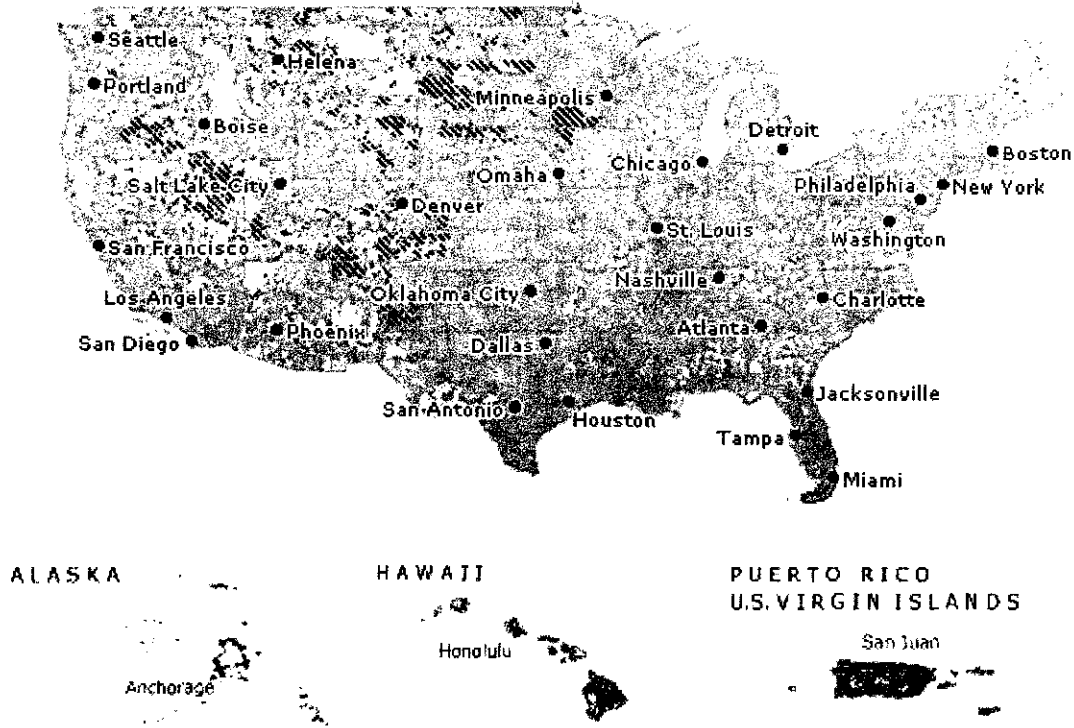 Seattle
Helena
Portland
Minneapolis
Boise
Detroit
Boston
Chicago
Omaha
Salt Lake City
Philadelphia
New York
Denver
St. Louis
Washington
San Francisco
Nashville
Los Angeles
Oklahoma City
Charlotte
Phoenix
Atlanta
San Diego
Dallas
Jacksonville
San Antonio
Houston
Tampa
Miami
ALASKA
HAWAII
PUERTO RICO
U.S. VIRGIN ISLANDS
San Juan
Honolulu
Anchorage